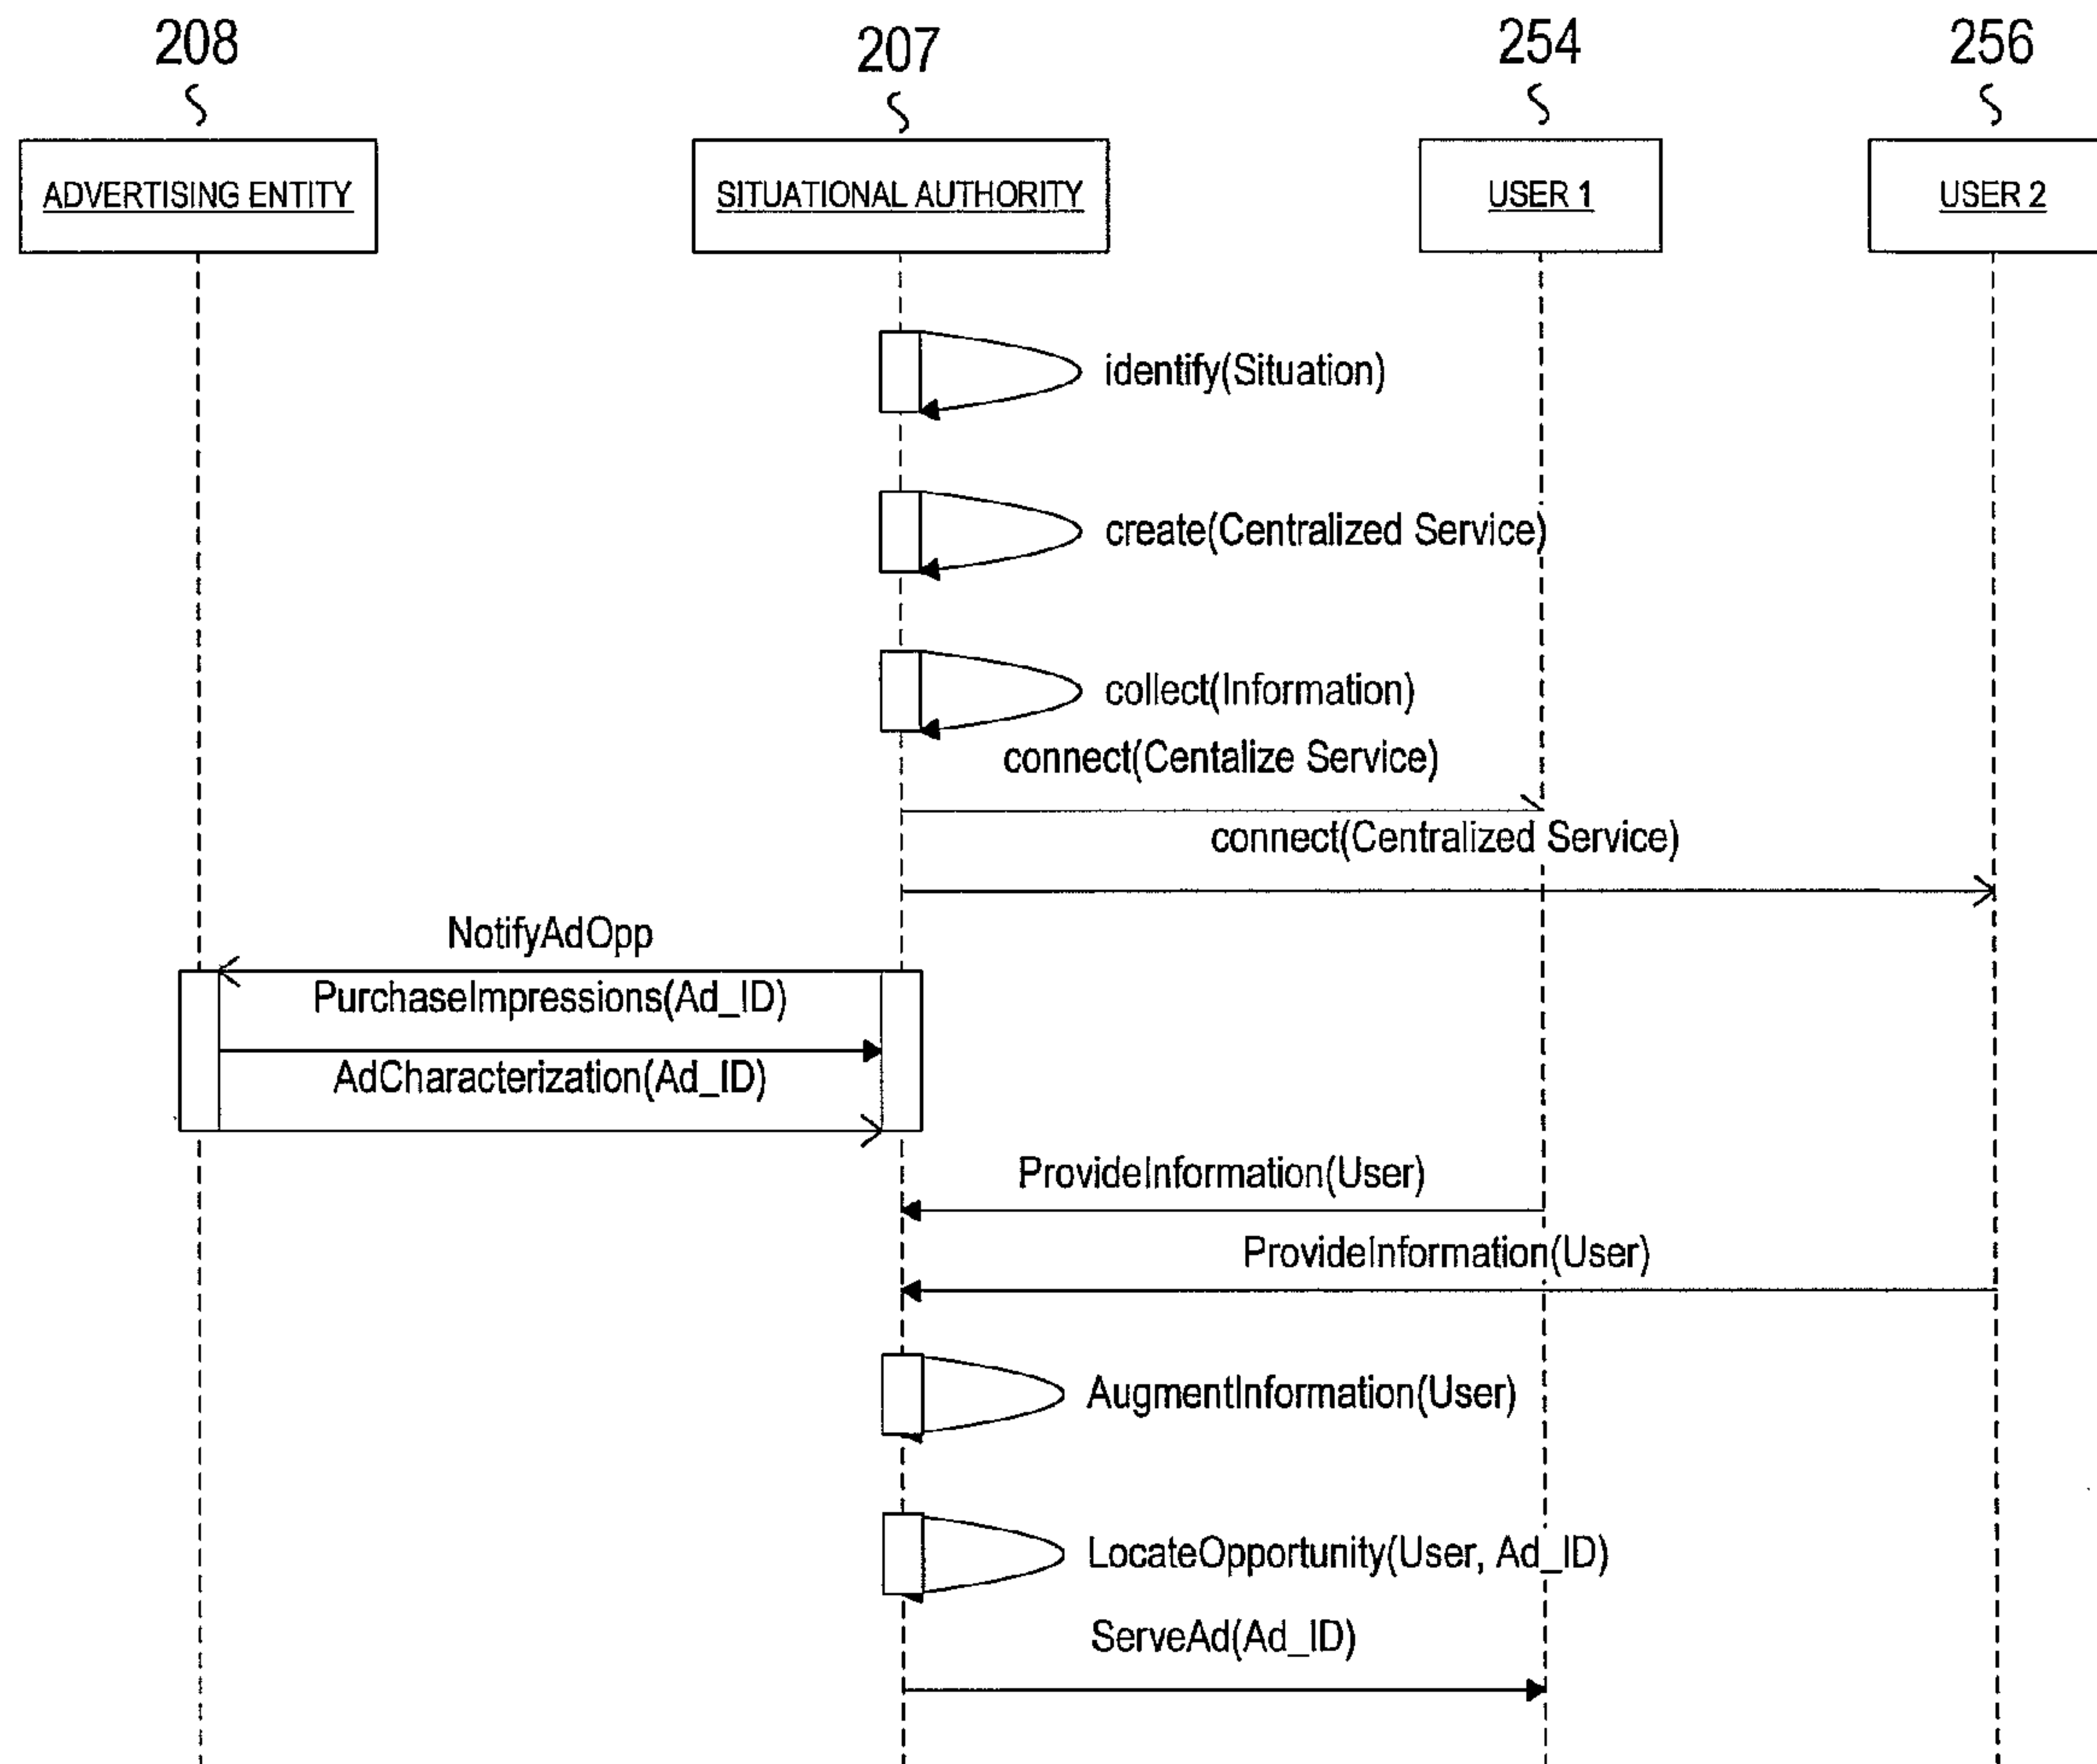 208
207
254
256
ADVERTISING ENTITY
SITUATIONAL AUTHORITY
USER 1
USER 2
identify(Situation)
create(Centralized Service)
collect(Information)
connect(Centalize Service)
connect(Centralized Service)
NotifyAdOpp
PurchaseImpressions(Ad_ID)
AdCharacterization(Ad_ID)
ProvideInformation(User)
ProvideInformation(User)
AugmentInformation(User)
LocateOpportunity(User, Ad_ID)
ServeAd(Ad_ID)